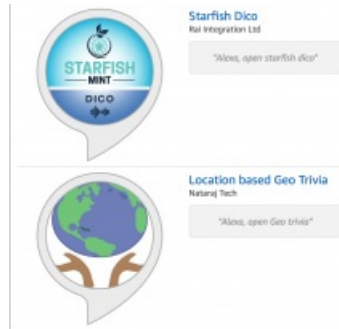 Starfish Dico
Rai Integration Ltd
"Alexa, open starfish dico"
STARFISH
MINT
DICO
Location based Geo Trivia
Nataraj Tech
"Alexa, open Geo trivia"